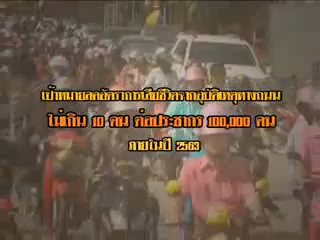 เป้าหมายลดอัตราการเสียชีวิตจากอุบัติเหตุทางถนน
ไม่เกิน 10 คน ต่อประชากร 100,000 คน
ภายในปี 2563